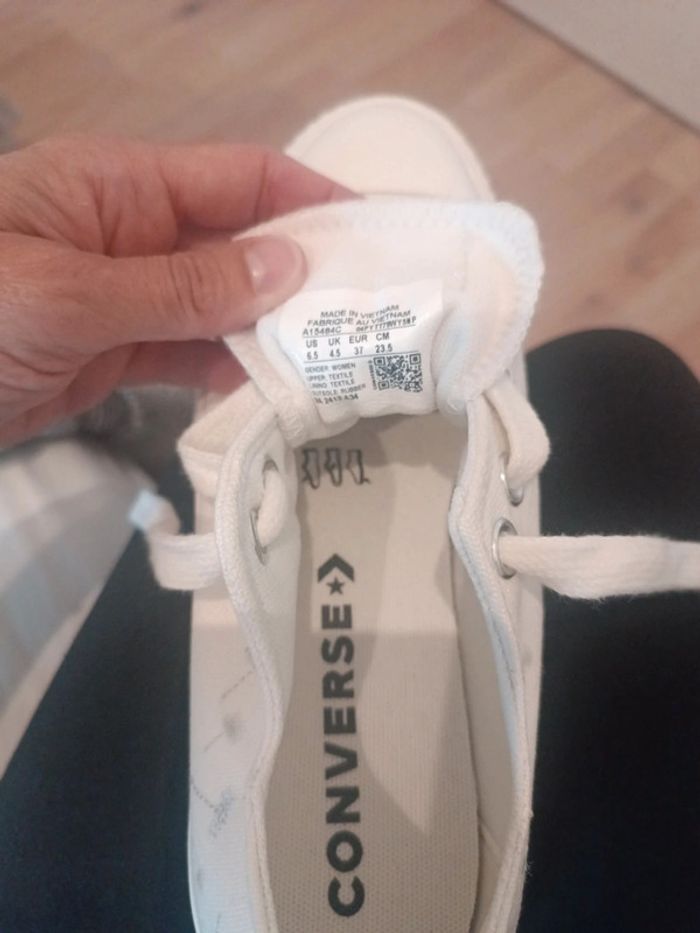 MADE IN VIETNAM
FABRIQUE AU VIETNAM
A15484C
US UK EUR CM
6.5 4.5 37 23.5
GENDER: WOMEN
UPPER: TEXTILE
LINING: TEXTILE
OUTSOLE: RUBBER
CONVERSE